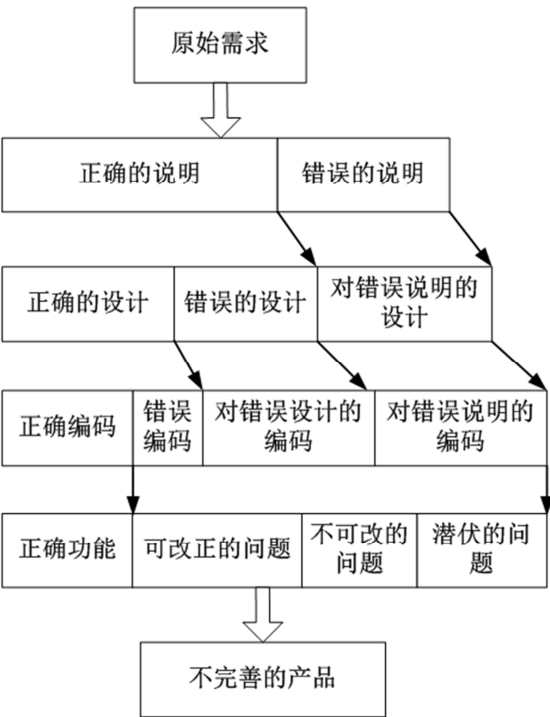 原始需求
正确的说明 错误的说明
正确的设计 错误的设计 对错误说明的
设计
正确编码 错误
编码 对错误设计的
编码 对错误说明的
编码
正确功能 可改正的问题 不可改的
问题 潜伏的问
题
不完善的产品